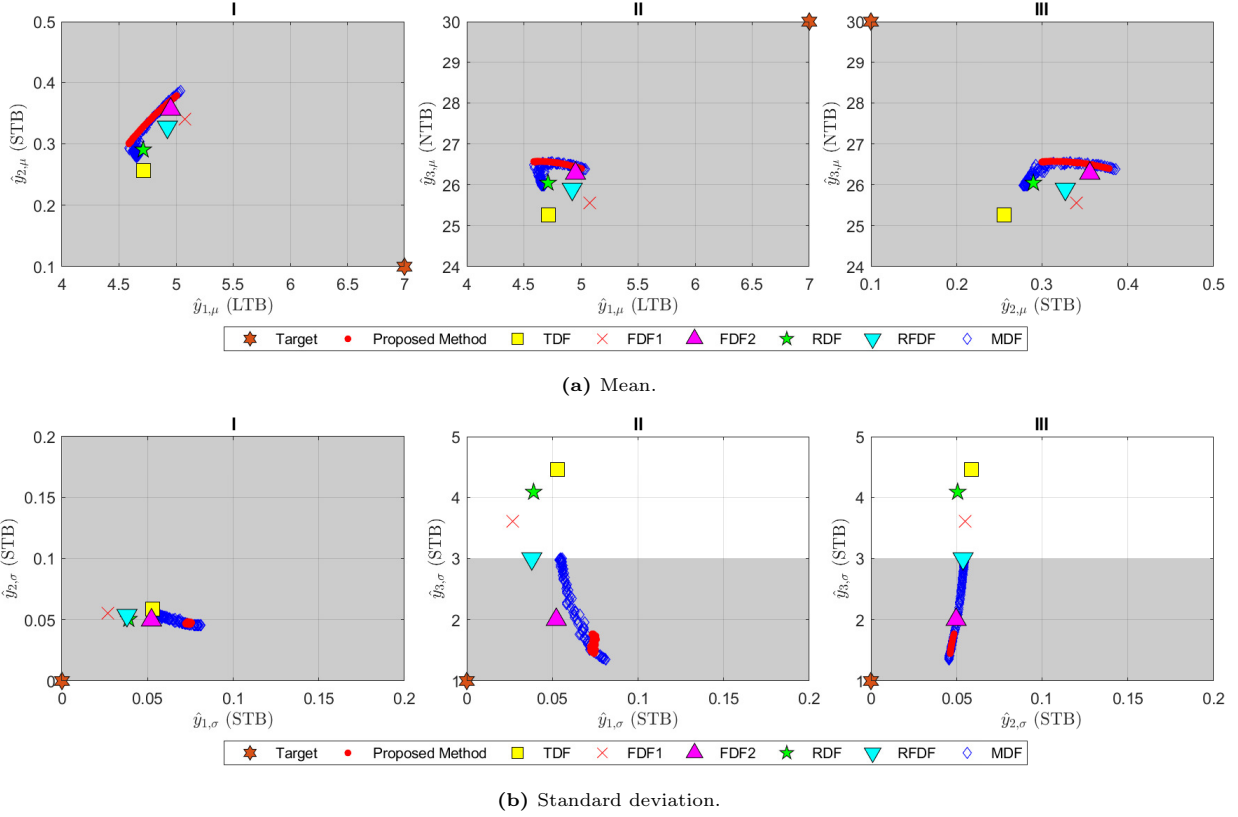 I II III
0.5
0.4
0.3
0.2
0.1
ŷ2,μ (STB)
4 4.5 5 5.5 6 6.5 7
ŷ1,μ (LTB)
30
29
28
27
26
25
24
ŷ3,μ (NTB)
4 4.5 5 5.5 6 6.5 7
ŷ1,μ (LTB)
30
29
28
27
26
25
24
ŷ3,μ (NTB)
0.1 0.2 0.3 0.4 0.5
ŷ2,μ (STB)
Target Proposed Method TDF FDF1 FDF2 RDF RFDF MDF
(a) Mean.
I II III
0.2
0.15
0.1
0.05
0
ŷ2,σ (STB)
0 0.05 0.1 0.15 0.2
ŷ1,σ (STB)
5
4
3
2
1
ŷ3,σ (STB)
0 0.05 0.1 0.15 0.2
ŷ1,σ (STB)
5
4
3
2
1
ŷ3,σ (STB)
0 0.05 0.1 0.15 0.2
ŷ2,σ (STB)
Target Proposed Method TDF FDF1 FDF2 RDF RFDF MDF
(b) Standard deviation.